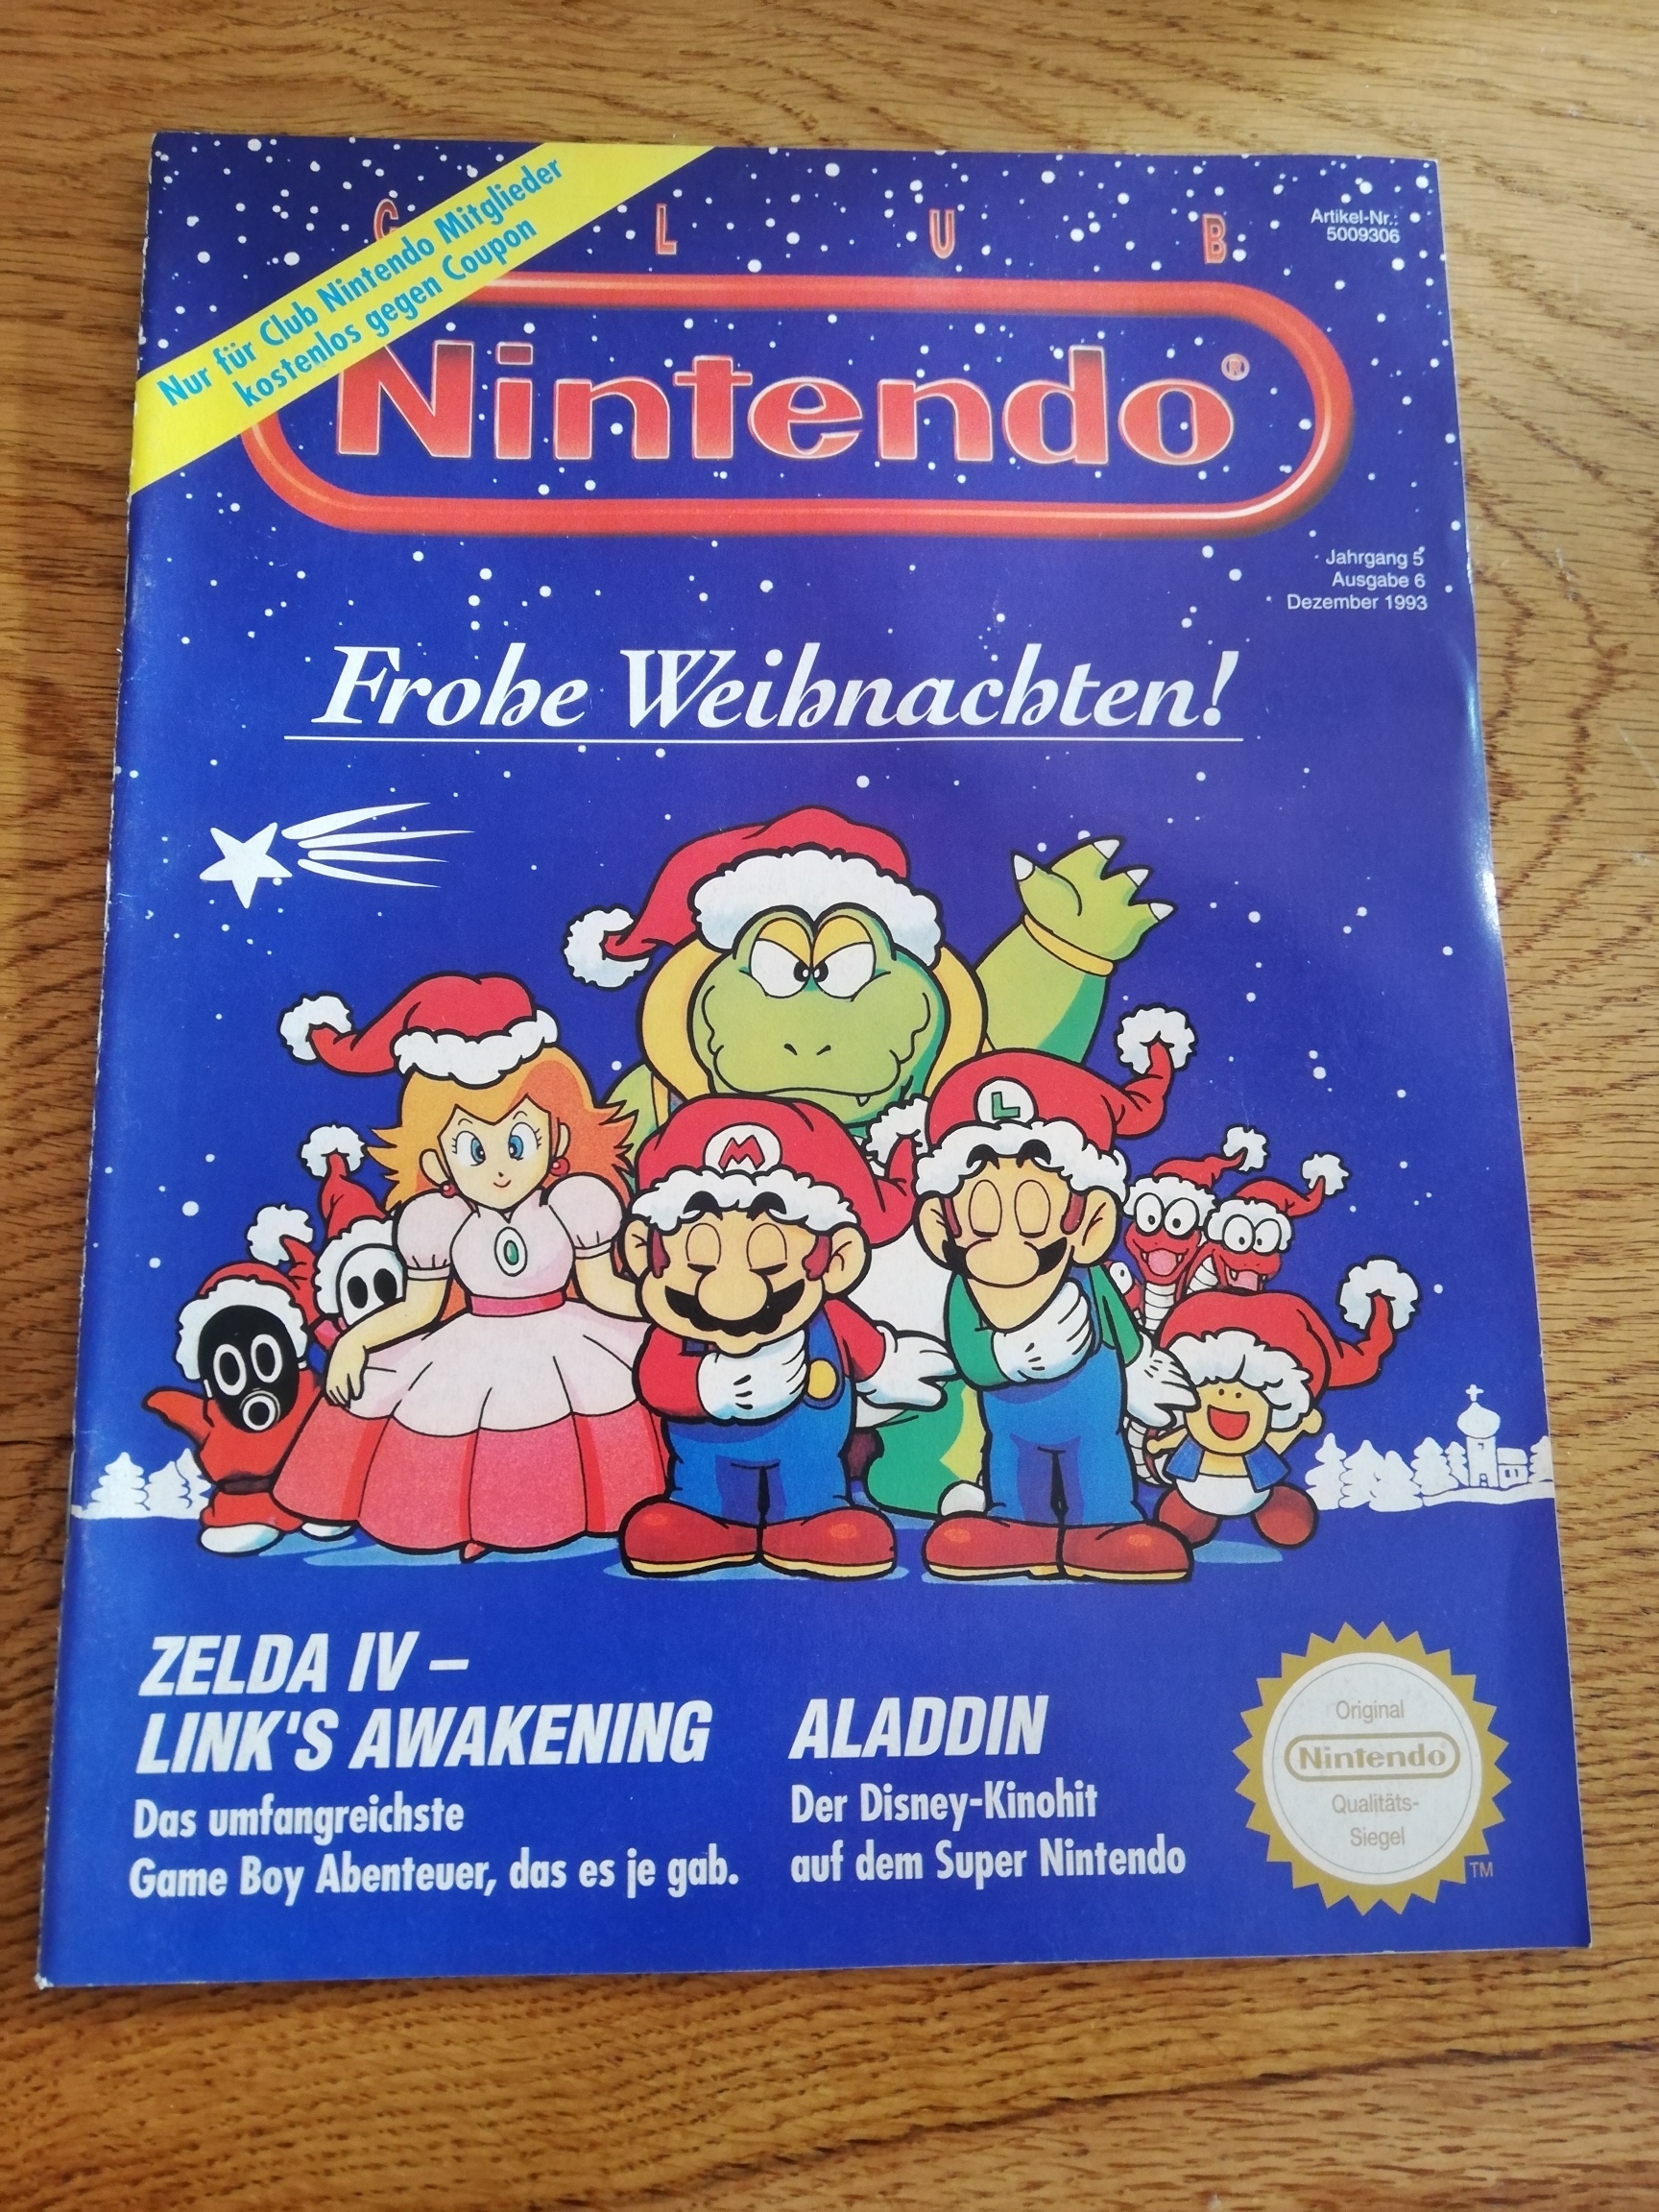 Nur für Club Nintendo Mitglieder
kostenlos gegen Coupon
C L U B
Artikel-Nr.:
5009306
Nintendo®
Jahrgang 5
Ausgabe 6
Dezember 1993
Frohe Weihnachten!
M
L
ZELDA IV –
LINK'S AWAKENING
Das umfangreichste
Game Boy Abenteuer, das es je gab.
ALADDIN
Der Disney-Kinohit
auf dem Super Nintendo
Original
Nintendo
Qualitäts-
Siegel
TM